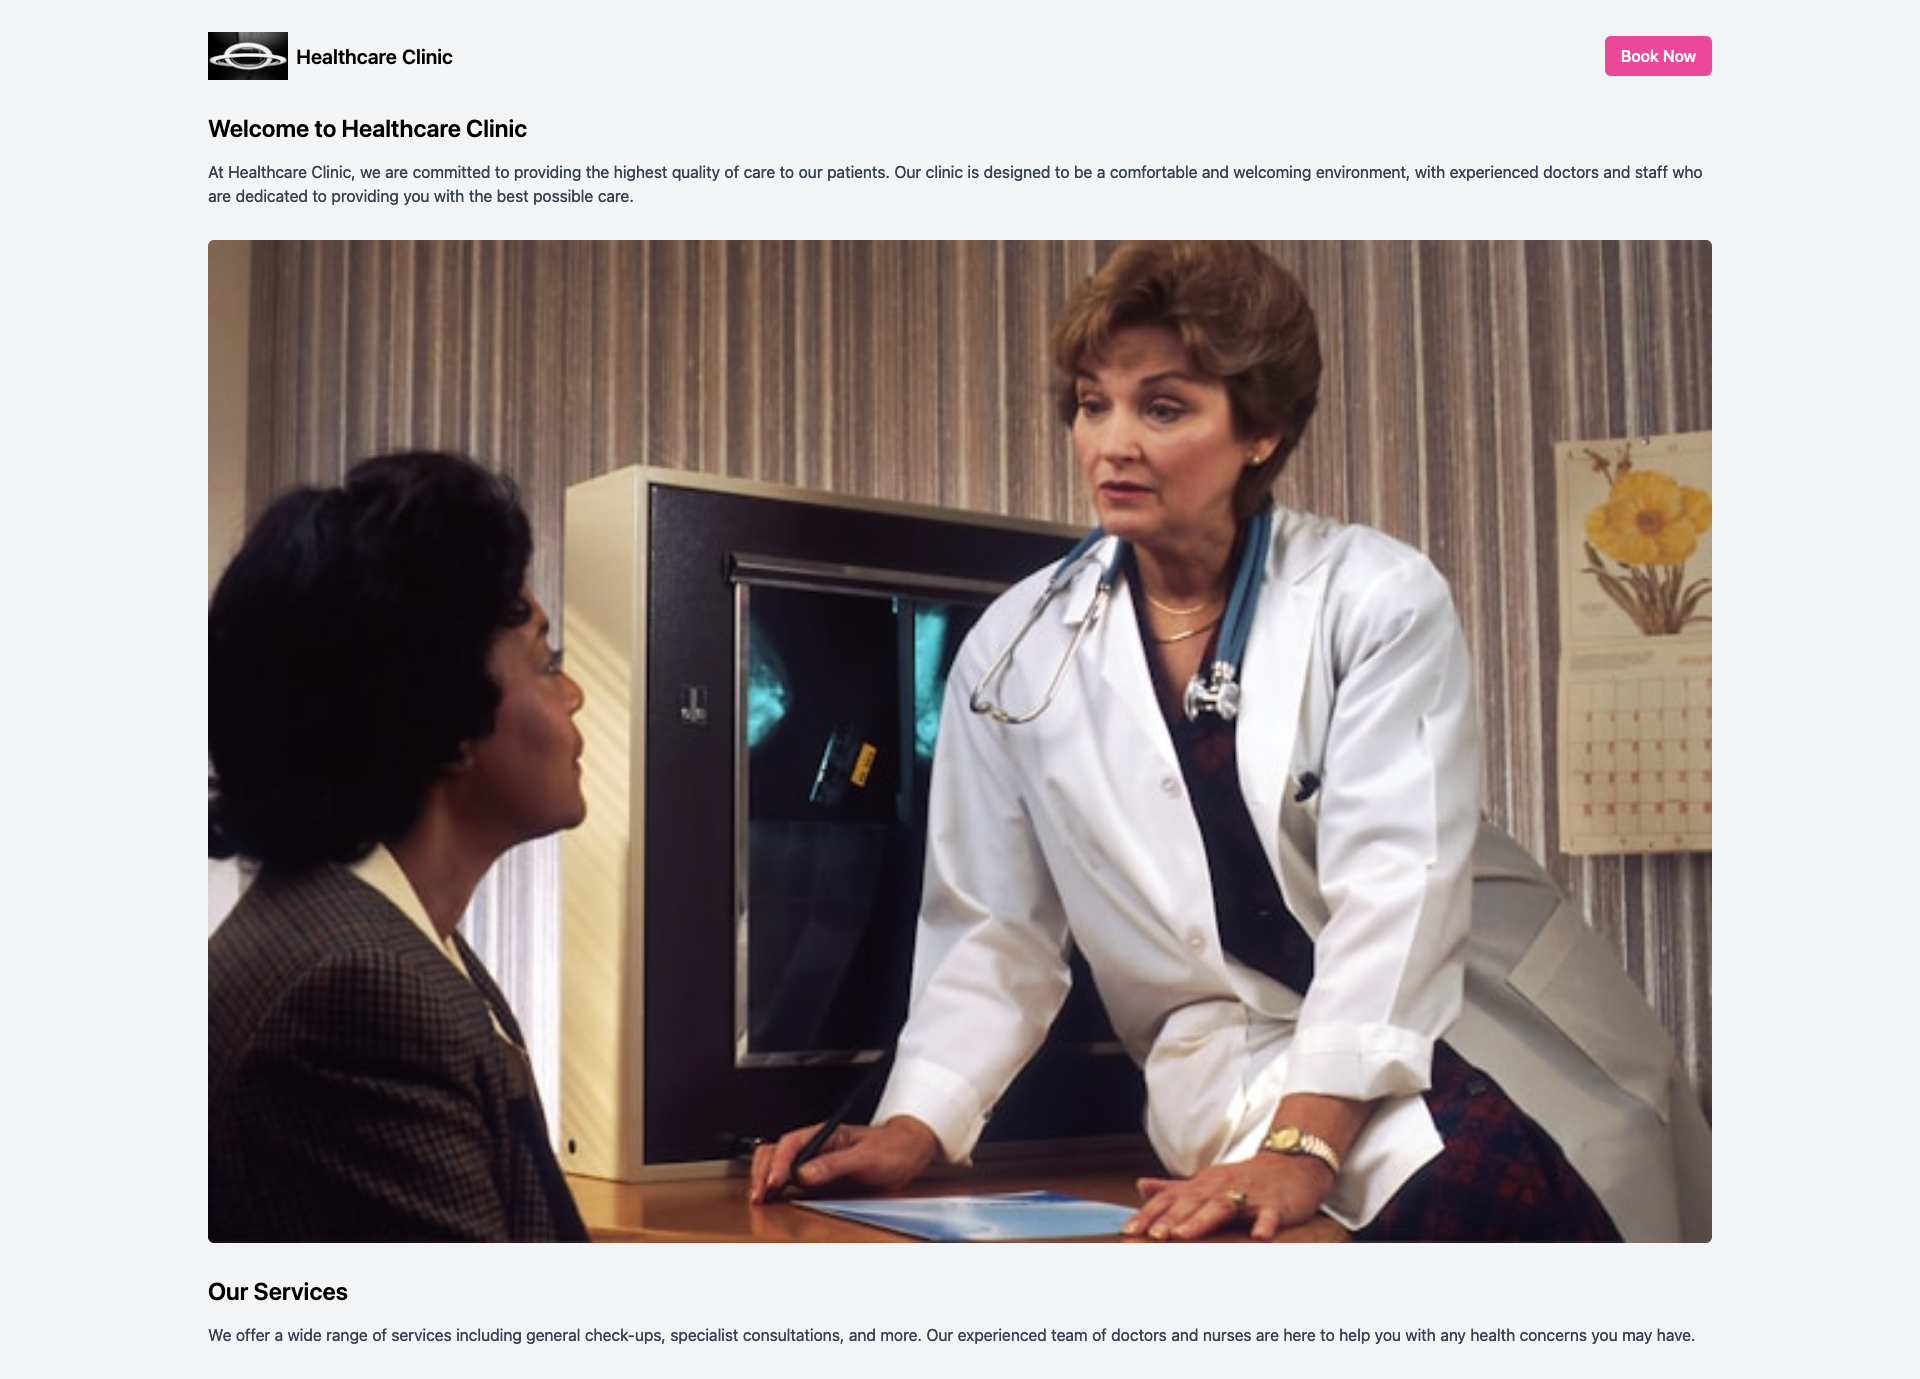 Healthcare Clinic
Book Now
Welcome to Healthcare Clinic
At Healthcare Clinic, we are committed to providing the highest quality of care to our patients. Our clinic is designed to be a comfortable and welcoming environment, with experienced doctors and staff who
are dedicated to providing you with the best possible care.
Our Services
We offer a wide range of services including general check-ups, specialist consultations, and more. Our experienced team of doctors and nurses are here to help you with any health concerns you may have.